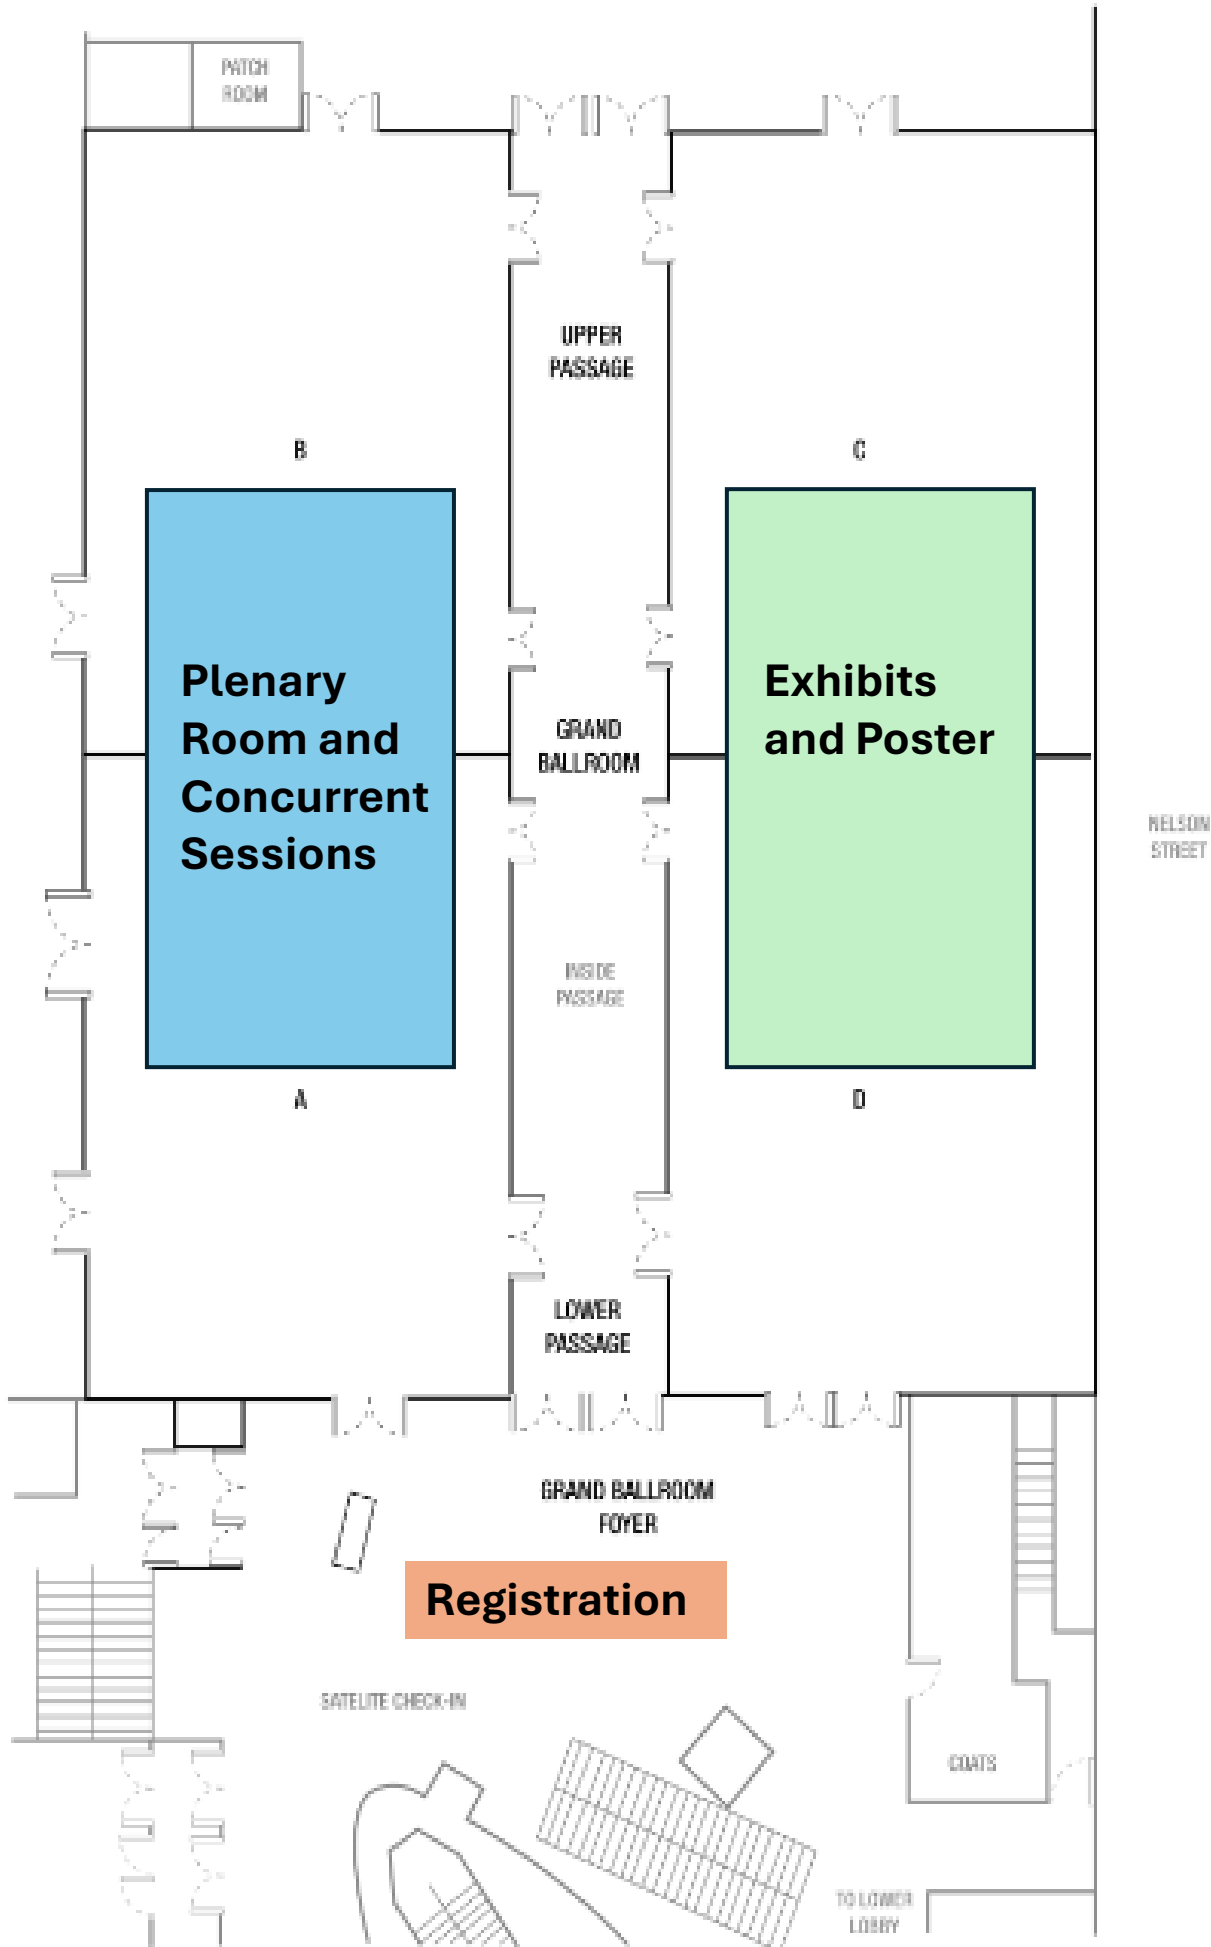 PATCH
ROOM
UPPER
PASSAGE
B
C
Plenary
Room and
Concurrent
Sessions
Exhibits
and Poster
GRAND
BALLROOM
NELSON
STREET
INSIDE
PASSAGE
A
D
LOWER
PASSAGE
GRAND BALLROOM
FOYER
Registration
SATELITE CHECK-IN
COATS
TO LOWER
LOBBY